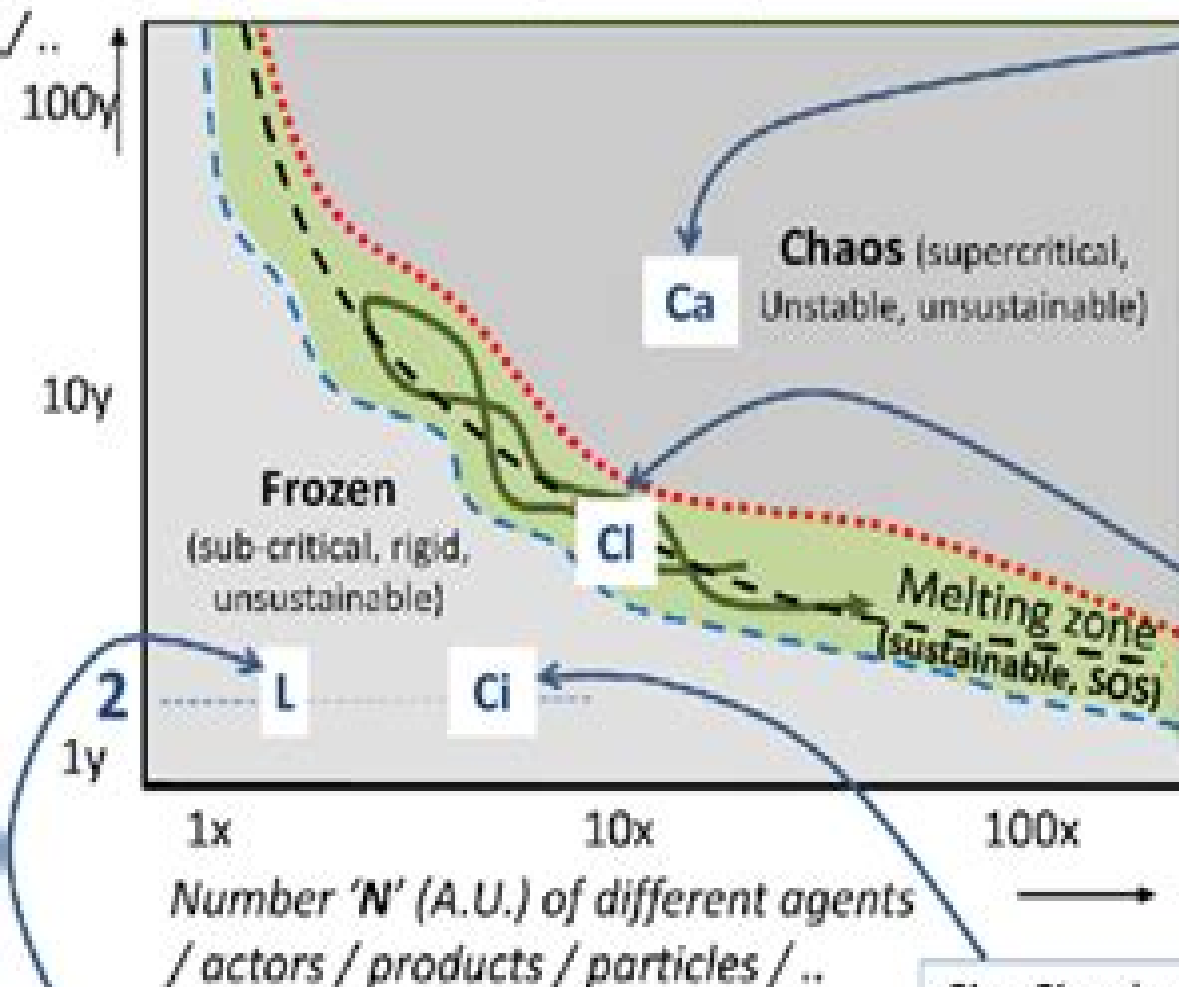 / ..
100y
Chaos (supercritical,
Ca
Unstable, unsustainable)
10y
Frozen
(sub-critical, rigid,
unsustainable)
CI
Melting zone
(sustainable, SOS)
2
L
Ci
1y
1x 10x 100x
Number 'N' (A.U.) of different agents
/ actors / products / particles / ..